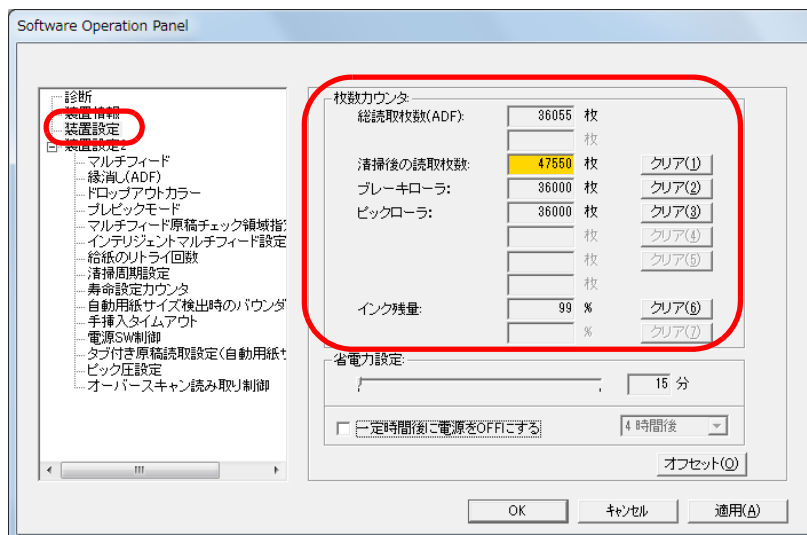 Software Operation Panel
診断
装置情報
装置設定
装置設定2
マルチフィード
縁消し(ADF)
ドロップアウトカラー
プレピックモード
マルチフィード原稿チェック領域指
インテリジェントマルチフィード設定
給紙のリトライ回数
清掃周期設定
寿命設定カウンタ
自動用紙サイズ検出時のバウンダ
手挿入タイムアウト
電源SW制御
タブ付き原稿読取設定(自動用紙サ
ピック圧設定
オーバースキャン読み取り制御
枚数カウンタ
総読取枚数(ADF): 36055 枚
枚
清掃後の読取枚数: 47550 枚 クリア(1)
ブレーキローラ: 36000 枚 クリア(2)
ピックローラ: 36000 枚 クリア(3)
枚 クリア(4)
枚 クリア(5)
枚
インク残量: 99 % クリア(6)
% クリア(7)
省電力設定:
15 分
一定時間後に電源をOFFにする 4 時間後
オフセット(O)
OK キャンセル 適用(A)